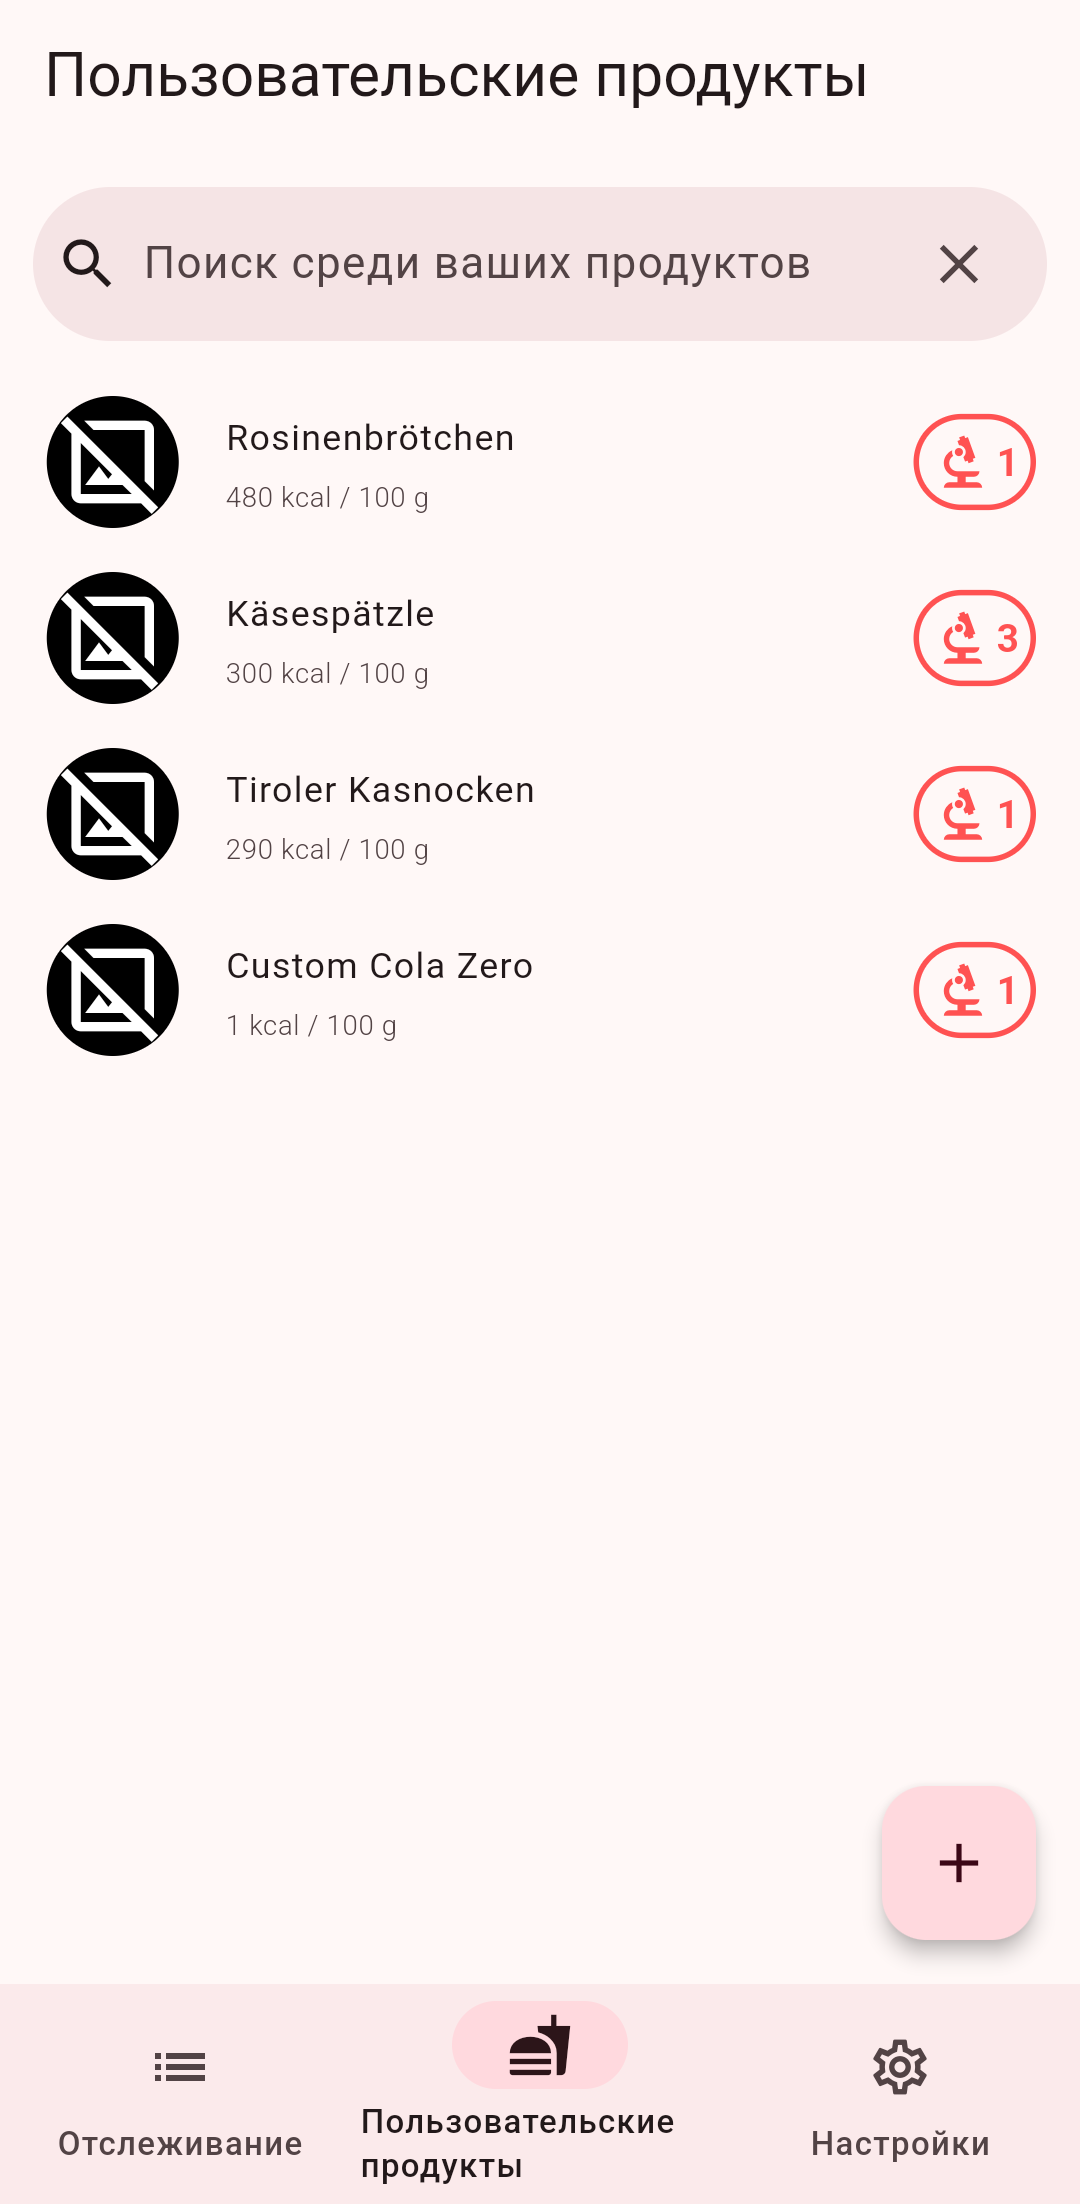 Пользовательские продукты
Поиск среди ваших продуктов
Rosinenbrötchen
480 kcal / 100 g
1
Käsespätzle
300 kcal / 100 g
3
Tiroler Kasnocken
290 kcal / 100 g
1
Custom Cola Zero
1 kcal / 100 g
1
Отслеживание
Пользовательские
продукты
Настройки